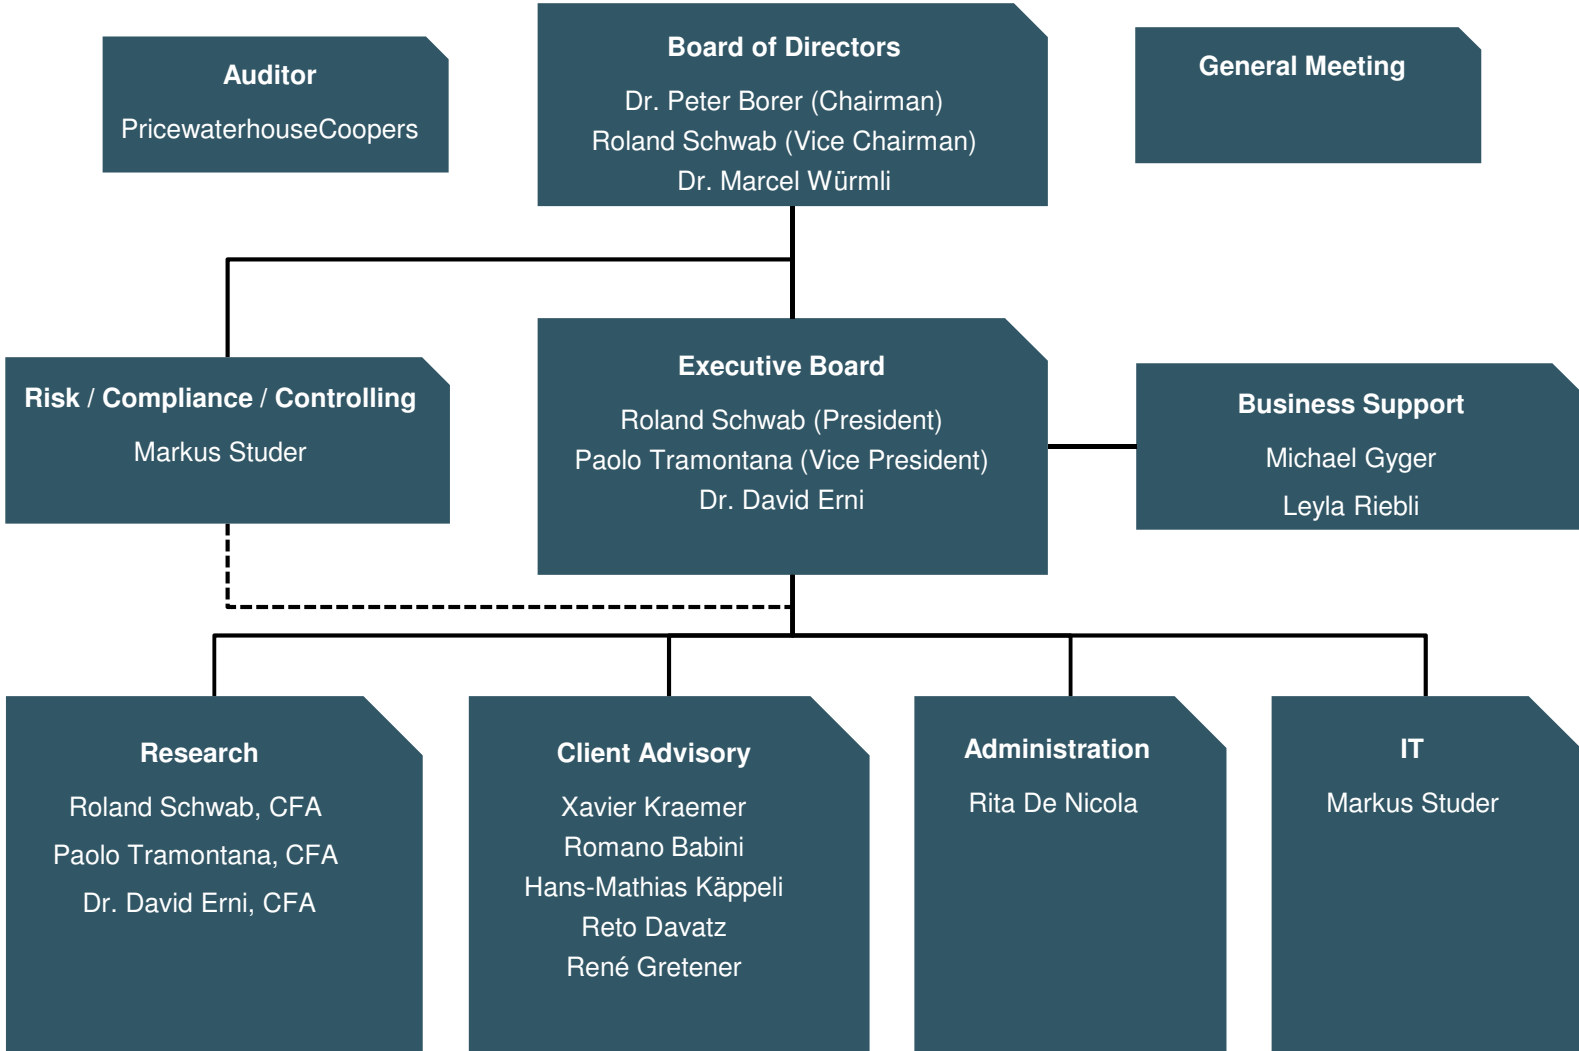 Auditor
PricewaterhouseCoopers
Board of Directors
Dr. Peter Borer (Chairman)
Roland Schwab (Vice Chairman)
Dr. Marcel Würmli
General Meeting
Risk / Compliance / Controlling
Markus Studer
Executive Board
Roland Schwab (President)
Paolo Tramontana (Vice President)
Dr. David Erni
Business Support
Michael Gyger
Leyla Riebli
Research
Roland Schwab, CFA
Paolo Tramontana, CFA
Dr. David Erni, CFA
Client Advisory
Xavier Kraemer
Romano Babini
Hans-Mathias Käppeli
Reto Davatz
René Gretener
Administration
Rita De Nicola
IT
Markus Studer